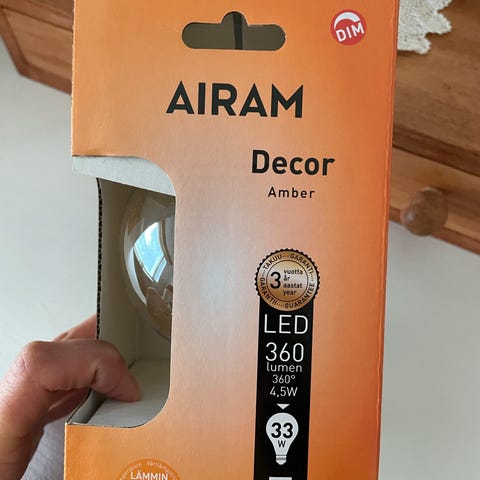 DIM
AIRAM
Decor
Amber
TAKUU · GARANTI
3 vuotta
år
aastat
year
GARANTII · GUARANTEE
LED
360
lumen
360°
4,5W
33
W
LÄMMIN